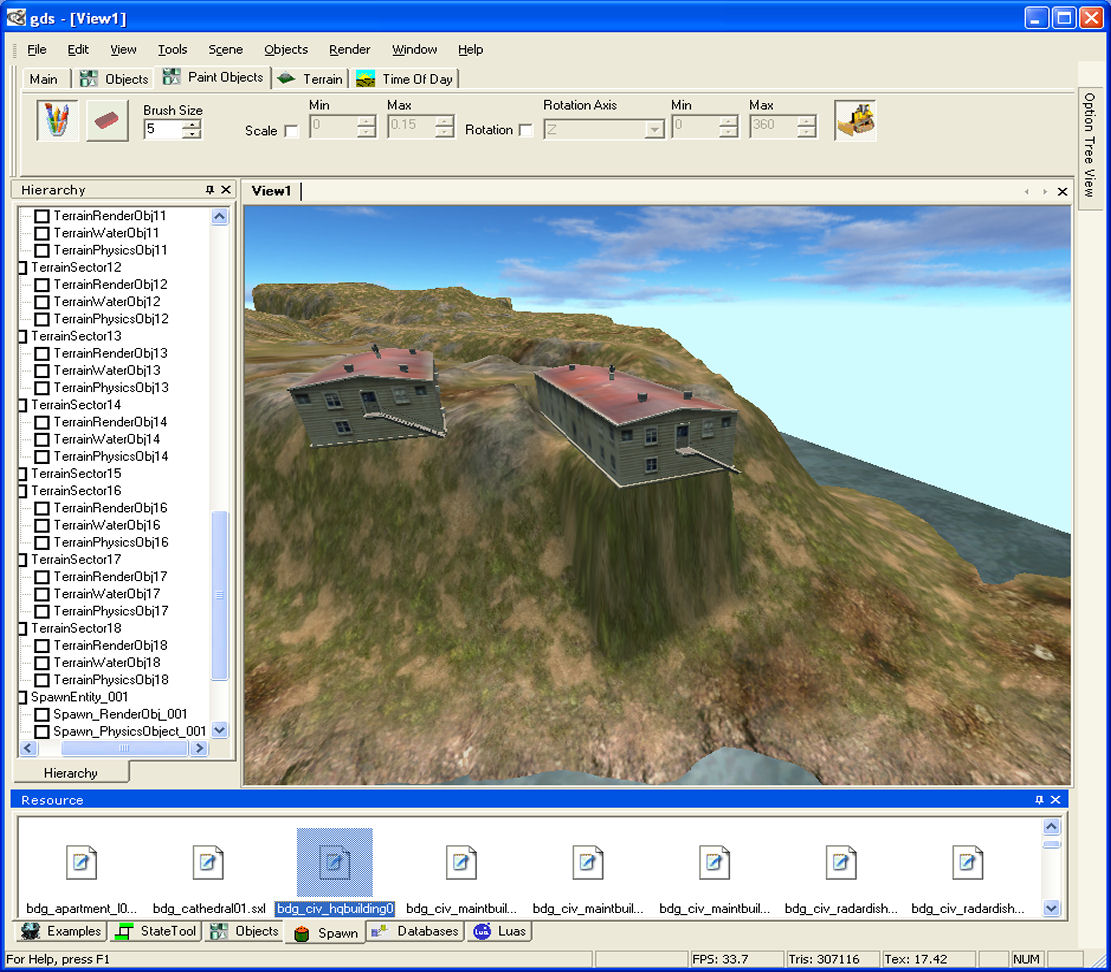 gds - [View1]
File Edit View Tools Scene Objects Render Window Help
Main Objects Paint Objects Terrain Time Of Day
Brush Size
5
Scale
Min
0
Max
0.15
Rotation
Rotation Axis
Z
Min
0
Max
360
Option Tree View
Hierarchy
TerrainRenderObj11
TerrainWaterObj11
TerrainPhysicsObj11
TerrainSector12
TerrainRenderObj12
TerrainWaterObj12
TerrainPhysicsObj12
TerrainSector13
TerrainRenderObj13
TerrainWaterObj13
TerrainPhysicsObj13
TerrainSector14
TerrainRenderObj14
TerrainWaterObj14
TerrainPhysicsObj14
TerrainSector15
TerrainSector16
TerrainRenderObj16
TerrainWaterObj16
TerrainPhysicsObj16
TerrainSector17
TerrainRenderObj17
TerrainWaterObj17
TerrainPhysicsObj17
TerrainSector18
TerrainRenderObj18
TerrainWaterObj18
TerrainPhysicsObj18
SpawnEntity_001
Spawn_RenderObj_001
Spawn_PhysicsObject_001
Hierarchy
View1
Resource
bdg_apartment_l0... bdg_cathedral01.sxl bdg_civ_hqbuilding0 bdg_civ_maintbuil... bdg_civ_maintbuil... bdg_civ_maintbuil... bdg_civ_radardish... bdg_civ_radardish...
Examples StateTool Objects Spawn Databases Luas
For Help, press F1 FPS: 33.7 Tris: 307116 Tex: 17.42 NUM